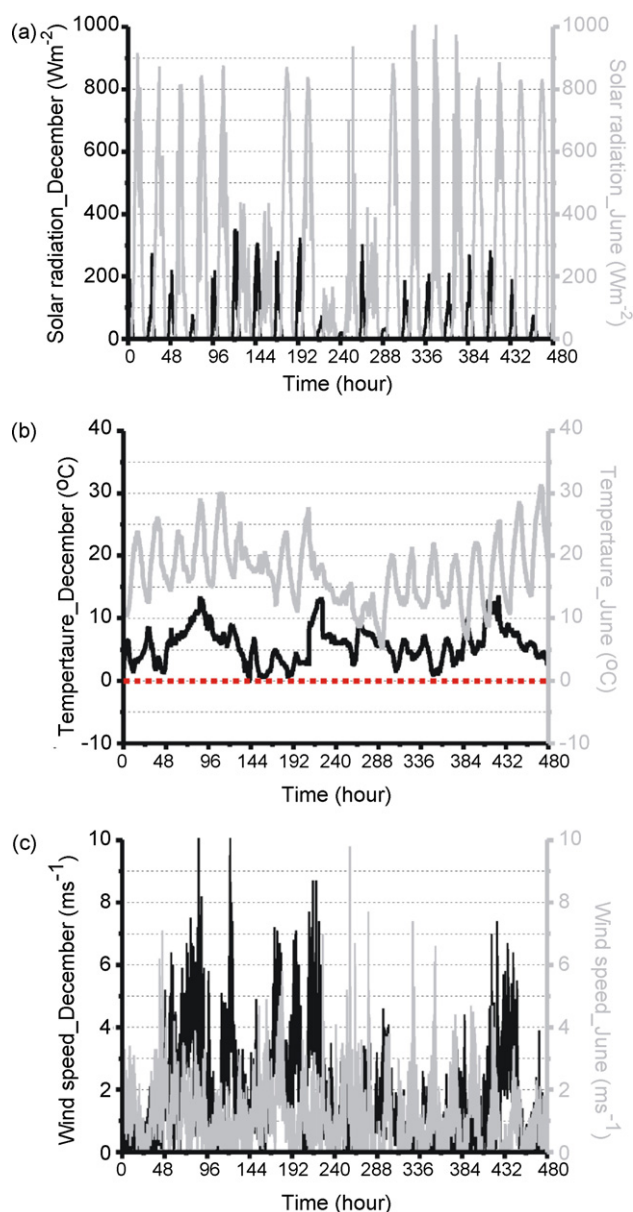 (a)
Solar radiation_December (Wm-2)
1000
800
600
400
200
0
1000
800
600
400
200
0
Solar radiation_June (Wm-2)
0 48 96 144 192 240 288 336 384 432 480
Time (hour)
(b)
Tempertaure_December (ºC)
40
30
20
10
0
-10
40
30
20
10
0
-10
Tempertaure_June (ºC)
0 48 96 144 192 240 288 336 384 432 480
Time (hour)
(c)
Wind speed_December (ms-1)
10
8
6
4
2
0
10
8
6
4
2
0
Wind speed_June (ms-1)
0 48 96 144 192 240 288 336 384 432 480
Time (hour)